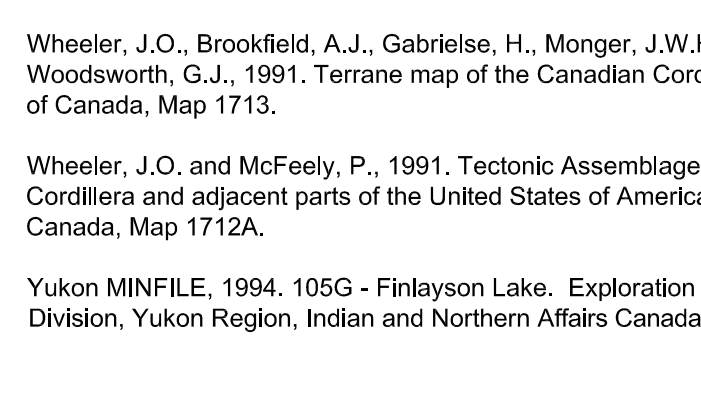 Wheeler, J.O., Brookfield, A.J., Gabrielse, H., Monger, J.W.
Woodsworth, G.J., 1991. Terrane map of the Canadian
of Canada, Map 1713.
Wheeler, J.O. and McFeely, P., 1991. Tectonic Assemblage
Cordillera and adjacent parts of the United States of America
Canada, Map 1712A.
Yukon MINFILE, 1994. 105G - Finlayson Lake. Exploration
Division, Yukon Region, Indian and Northern Affairs Canada